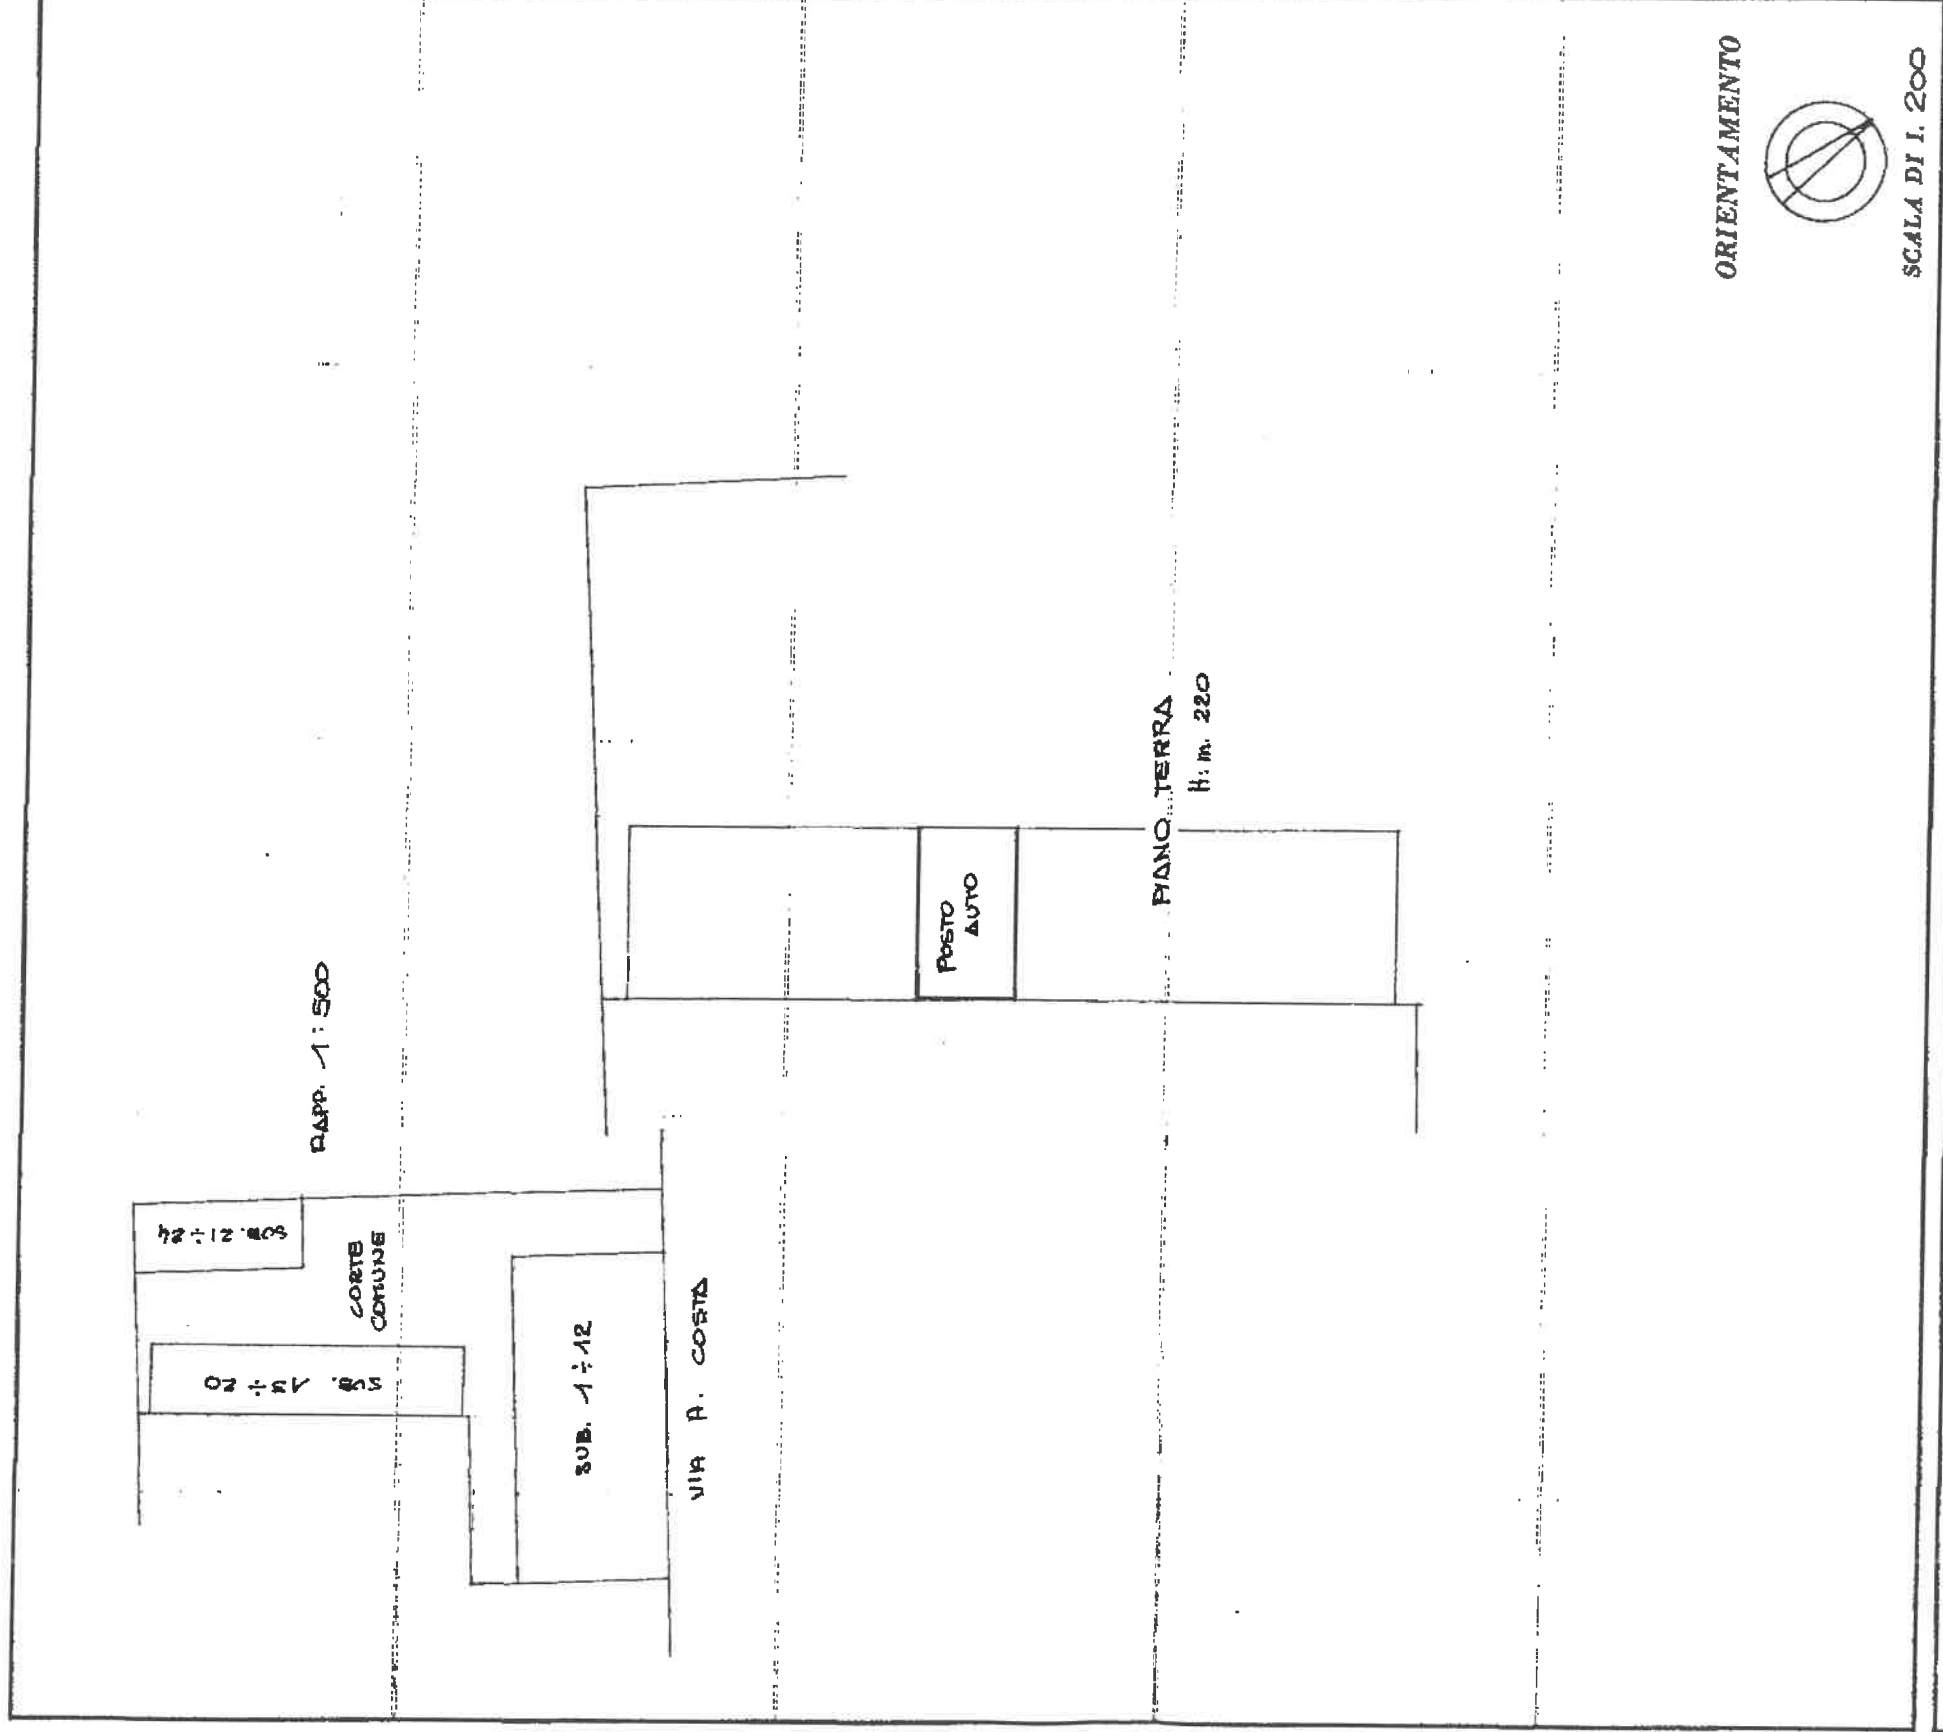 RAPP. 1:500
SUB. 21÷24
CORTE
COMUNE
SUB. 13÷20
SUB. 1÷12
VIA A. COSTA
POSTO
AUTO
PIANO TERRA
H: m. 220
ORIENTAMENTO
SCALA DI 1. 200